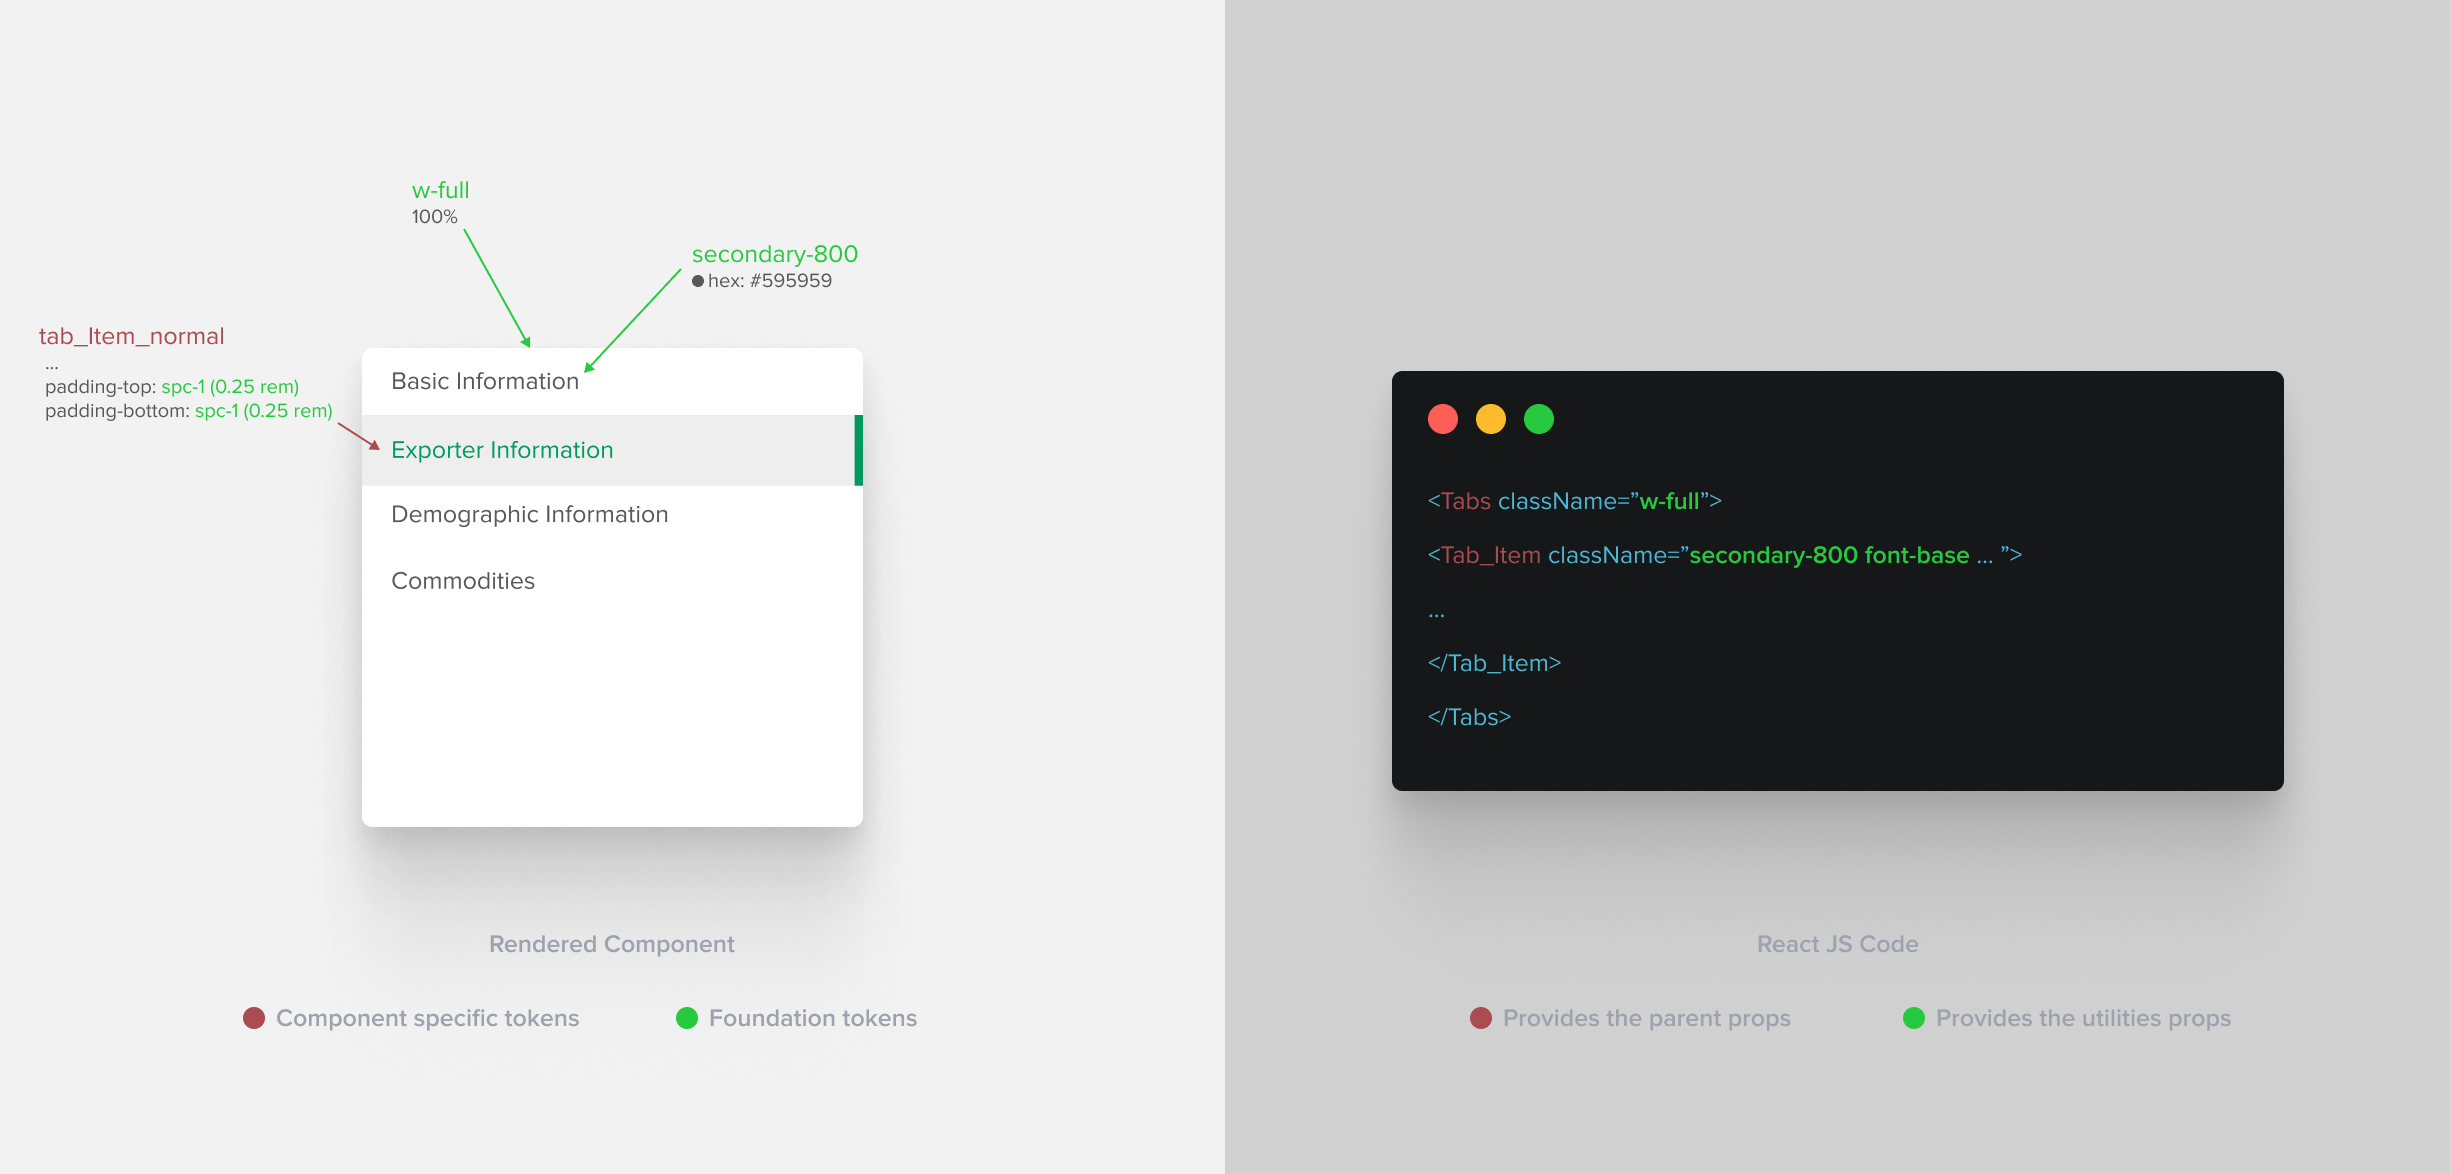 w-full
100%
secondary-800
hex: #595959
tab_Item_normal
...
padding-top: spc-1 (0.25 rem)
padding-bottom: spc-1 (0.25 rem)
Basic Information
Exporter Information
Demographic Information
Commodities
Rendered Component
Component specific tokens
Foundation tokens
<Tabs className=”w-full”>
<Tab_Item className=”secondary-800 font-base ... ”>
...
</Tab_Item>
</Tabs>
React JS Code
Provides the parent props
Provides the utilities props